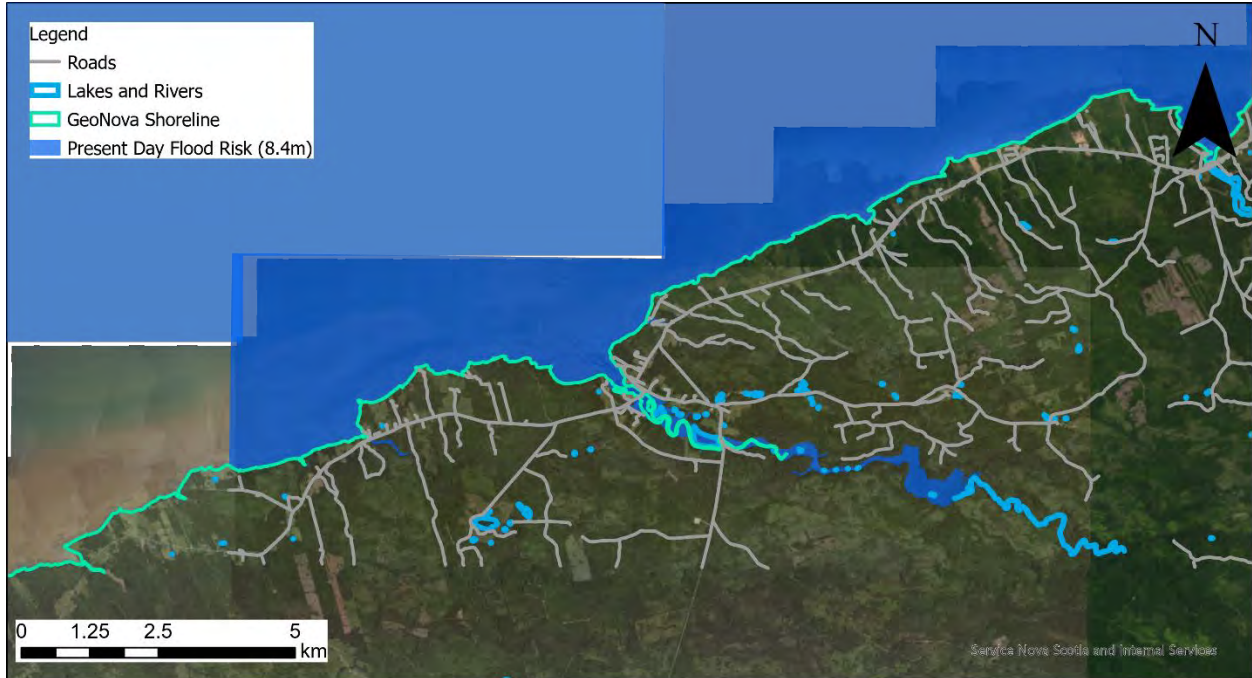 Legend
Roads
Lakes and Rivers
GeoNova Shoreline
Present Day Flood Risk (8.4m)
N
0 1.25 2.5 5
km
Service Nova Scotia and Internal Services